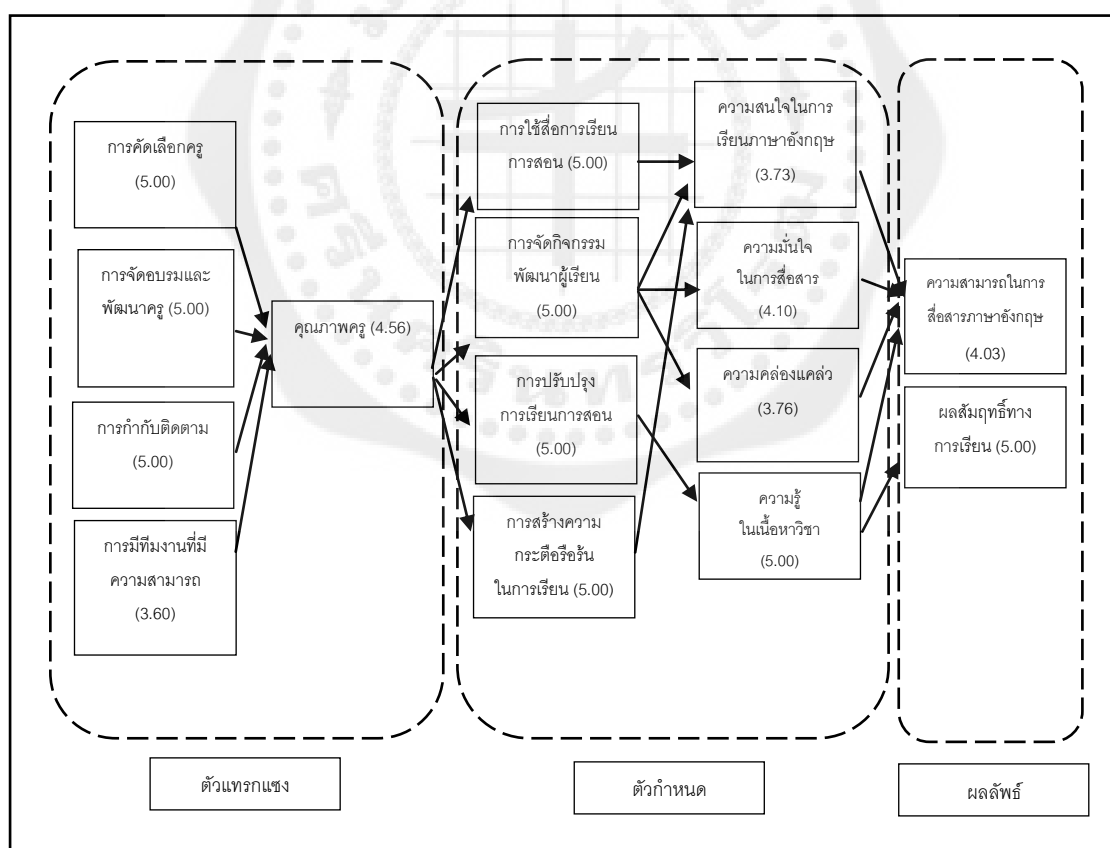 การคัดเลือกครู
(5.00)
การจัดอบรมและ
พัฒนาครู (5.00)
การกำกับติดตาม
(5.00)
การมีทีมงานที่มี
ความสามารถ
(3.60)
คุณภาพครู (4.56)
การใช้สื่อการเรียน
การสอน (5.00)
การจัดกิจกรรม
พัฒนาผู้เรียน
(5.00)
การปรับปรุง
การเรียนการสอน
(5.00)
การสร้างความ
กระตือรือร้น
ในการเรียน (5.00)
ความสนใจในการ
เรียนภาษาอังกฤษ
(3.73)
ความมั่นใจ
ในการสื่อสาร
(4.10)
ความคล่องแคล่ว
(3.76)
ความรู้
ในเนื้อหาวิชา
(5.00)
ความสามารถในการ
สื่อสารภาษาอังกฤษ
(4.03)
ผลสัมฤทธิ์ทาง
การเรียน (5.00)
ตัวแทรกแซง
ตัวกำหนด
ผลลัพธ์